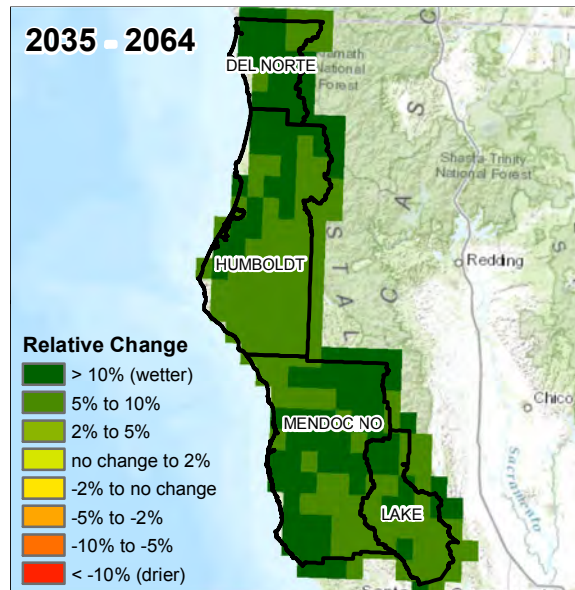 2035 - 2064
DEL NORTE
amath
National
Forest
Shasta-Trinity
National Forest
Redding
HUMBOLDT
Relative Change
> 10% (wetter)
5% to 10%
2% to 5%
no change to 2%
-2% to no change
-5% to -2%
-10% to -5%
< -10% (drier)
Chico
MENDOC NO
Sacramento
LAKE